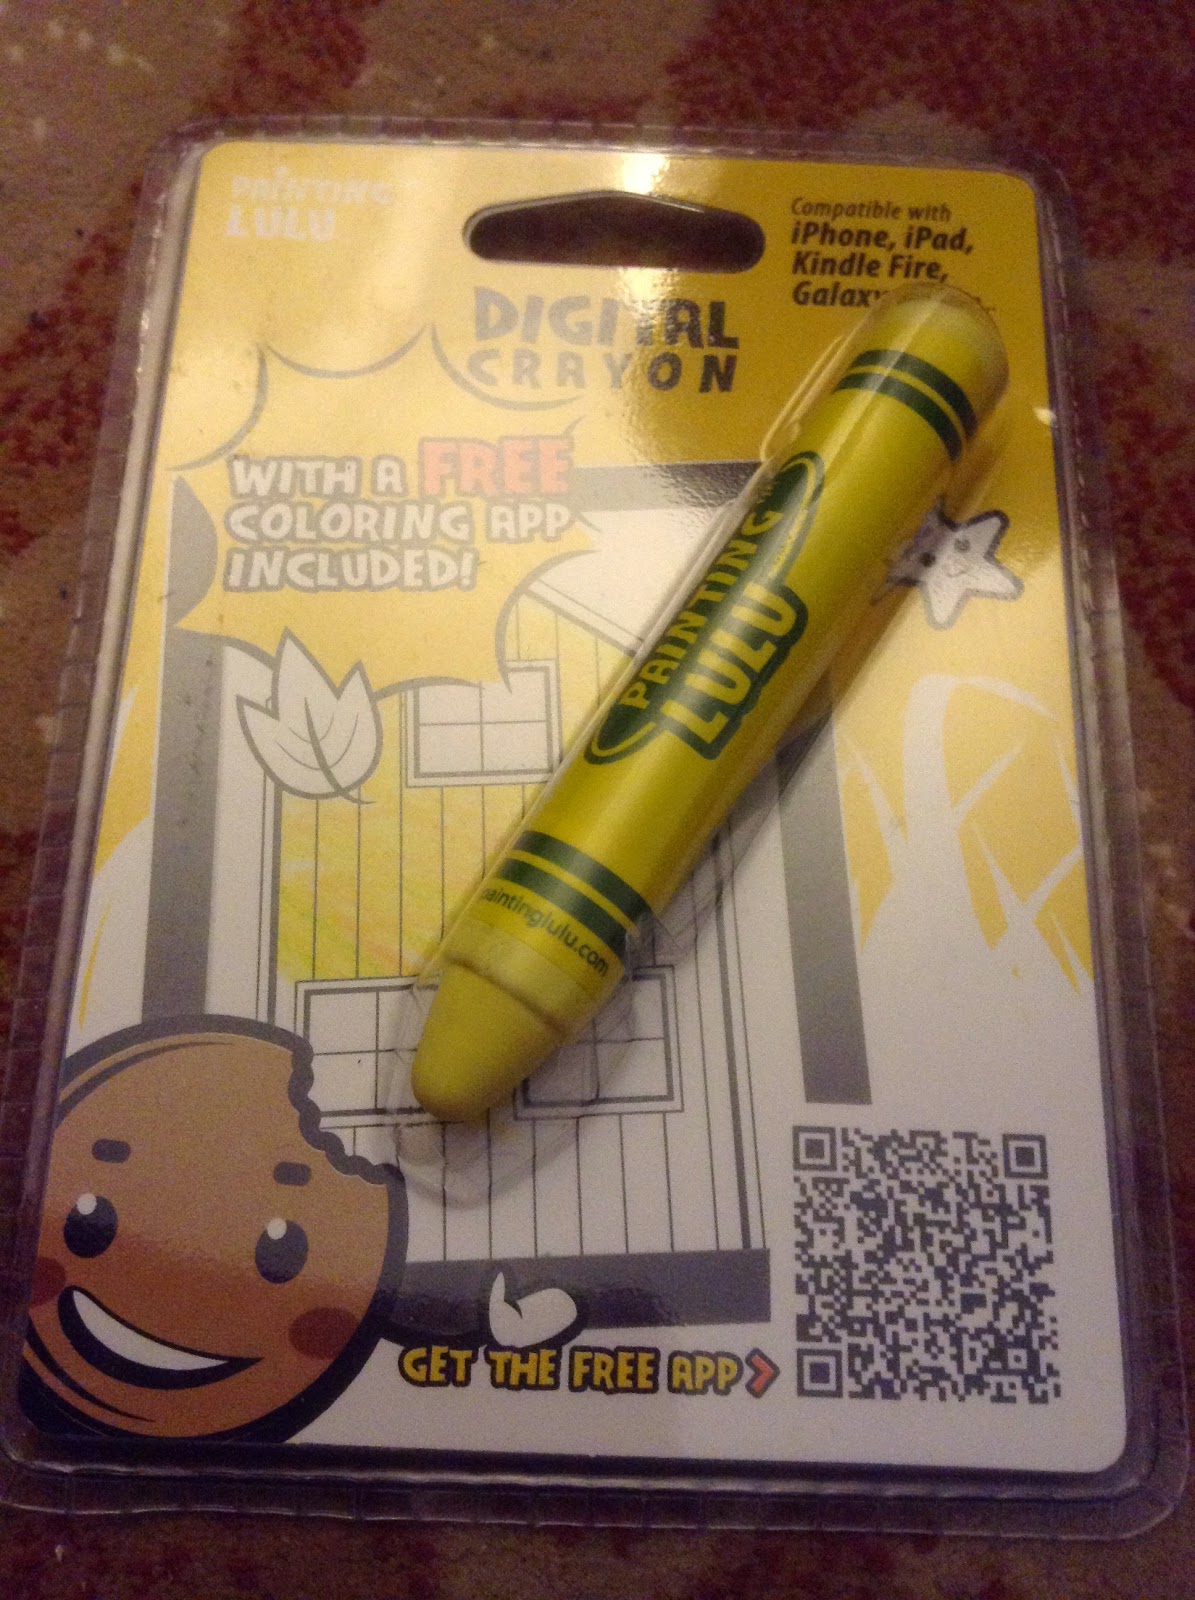 PAINTING
LULU
Compatible with
iPhone, iPad,
Kindle Fire,
DIGITAL
CRAYON
WITH A FREE
COLORING APP
INCLUDED!
PAINTING
LULU
paintinglulu.com
GET THE FREE APP